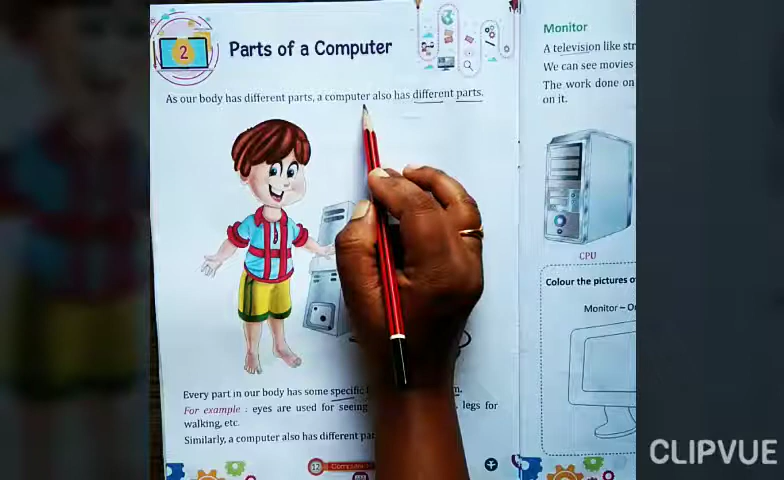 2
Parts of a Computer
As our body has different parts, a computer also has different parts.
Every part in our body has some specific
For example : eyes are used for seeing legs for
walking, etc.
Similarly, a computer also has different
12
Monitor
A television like
We can see movies
The work done on
on it.
CPU
Colour the pictures
Monitor –
CLIPVUE